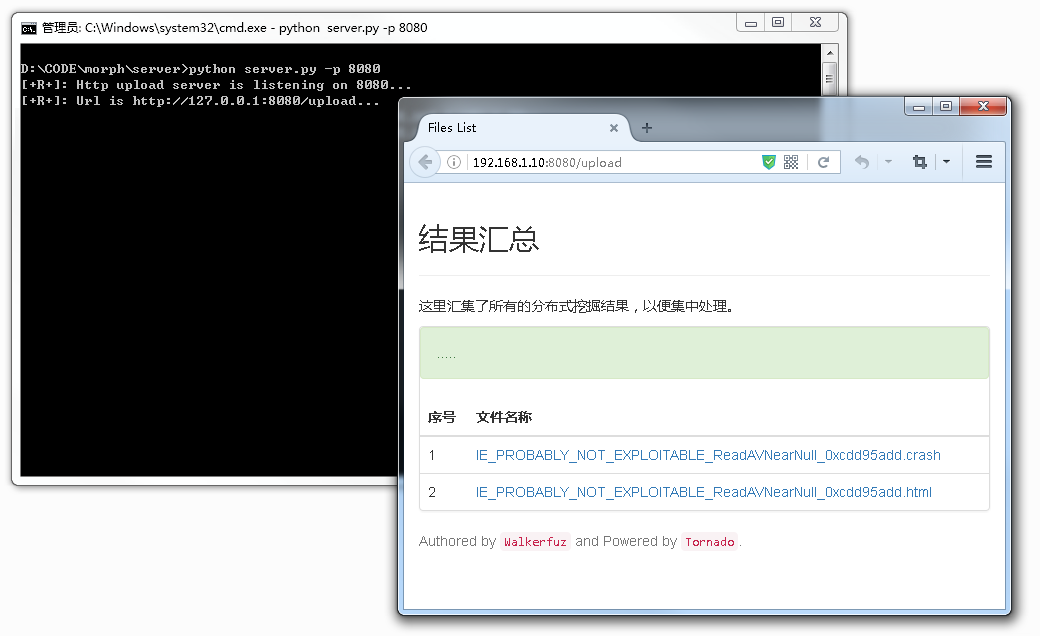 管理员: C:\Windows\system32\cmd.exe - python  server.py -p 8080
D:\CODE\morph\server>python server.py -p 8080
[+R+]: Http upload server is listening on 8080...
[+R+]: Url is http://127.0.0.1:8080/upload...
Files List
192.168.1.10:8080/upload
结果汇总
这里汇集了所有的分布式挖掘结果，以便集中处理。
.....
序号 文件名称
1 IE_PROBABLY_NOT_EXPLOITABLE_ReadAVNearNull_0xcdd95add.crash
2 IE_PROBABLY_NOT_EXPLOITABLE_ReadAVNearNull_0xcdd95add.html
Authored by Walkerfuz and Powered by Tornado.